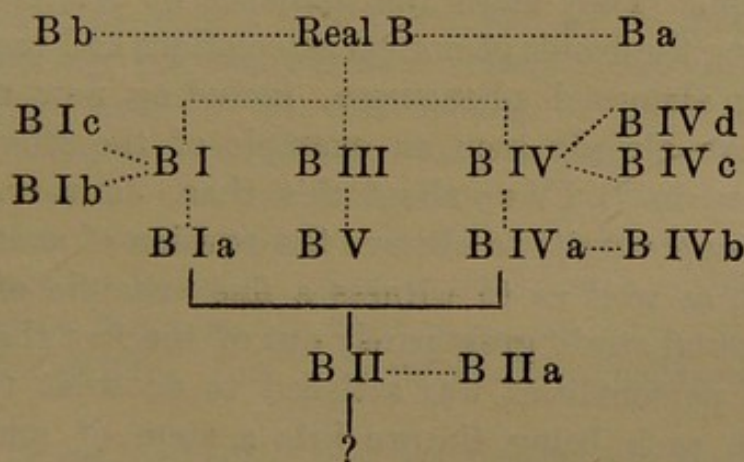 B b Real B B a
B I c B IV d
B I B III B IV B IV c
B I b
B I a B V B IV a B IV b
B II B II a
?